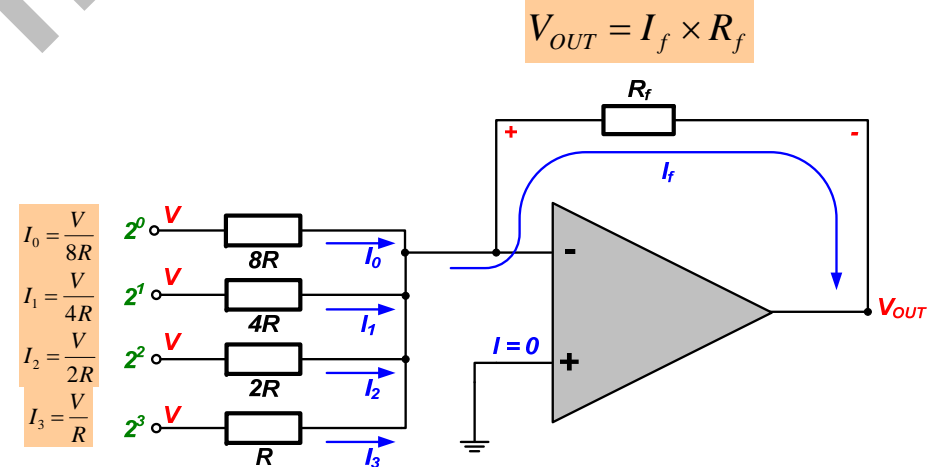 V_OUT = I_f × R_f
R_f
+ -
I_f
I_0 = V/8R
2^0 V
8R
I_0
-
I_1 = V/4R
2^1 V
4R
I_1
V_OUT
I_2 = V/2R
2^2 V
2R
I_2
I = 0
+
I_3 = V/R
2^3 V
R
I_3